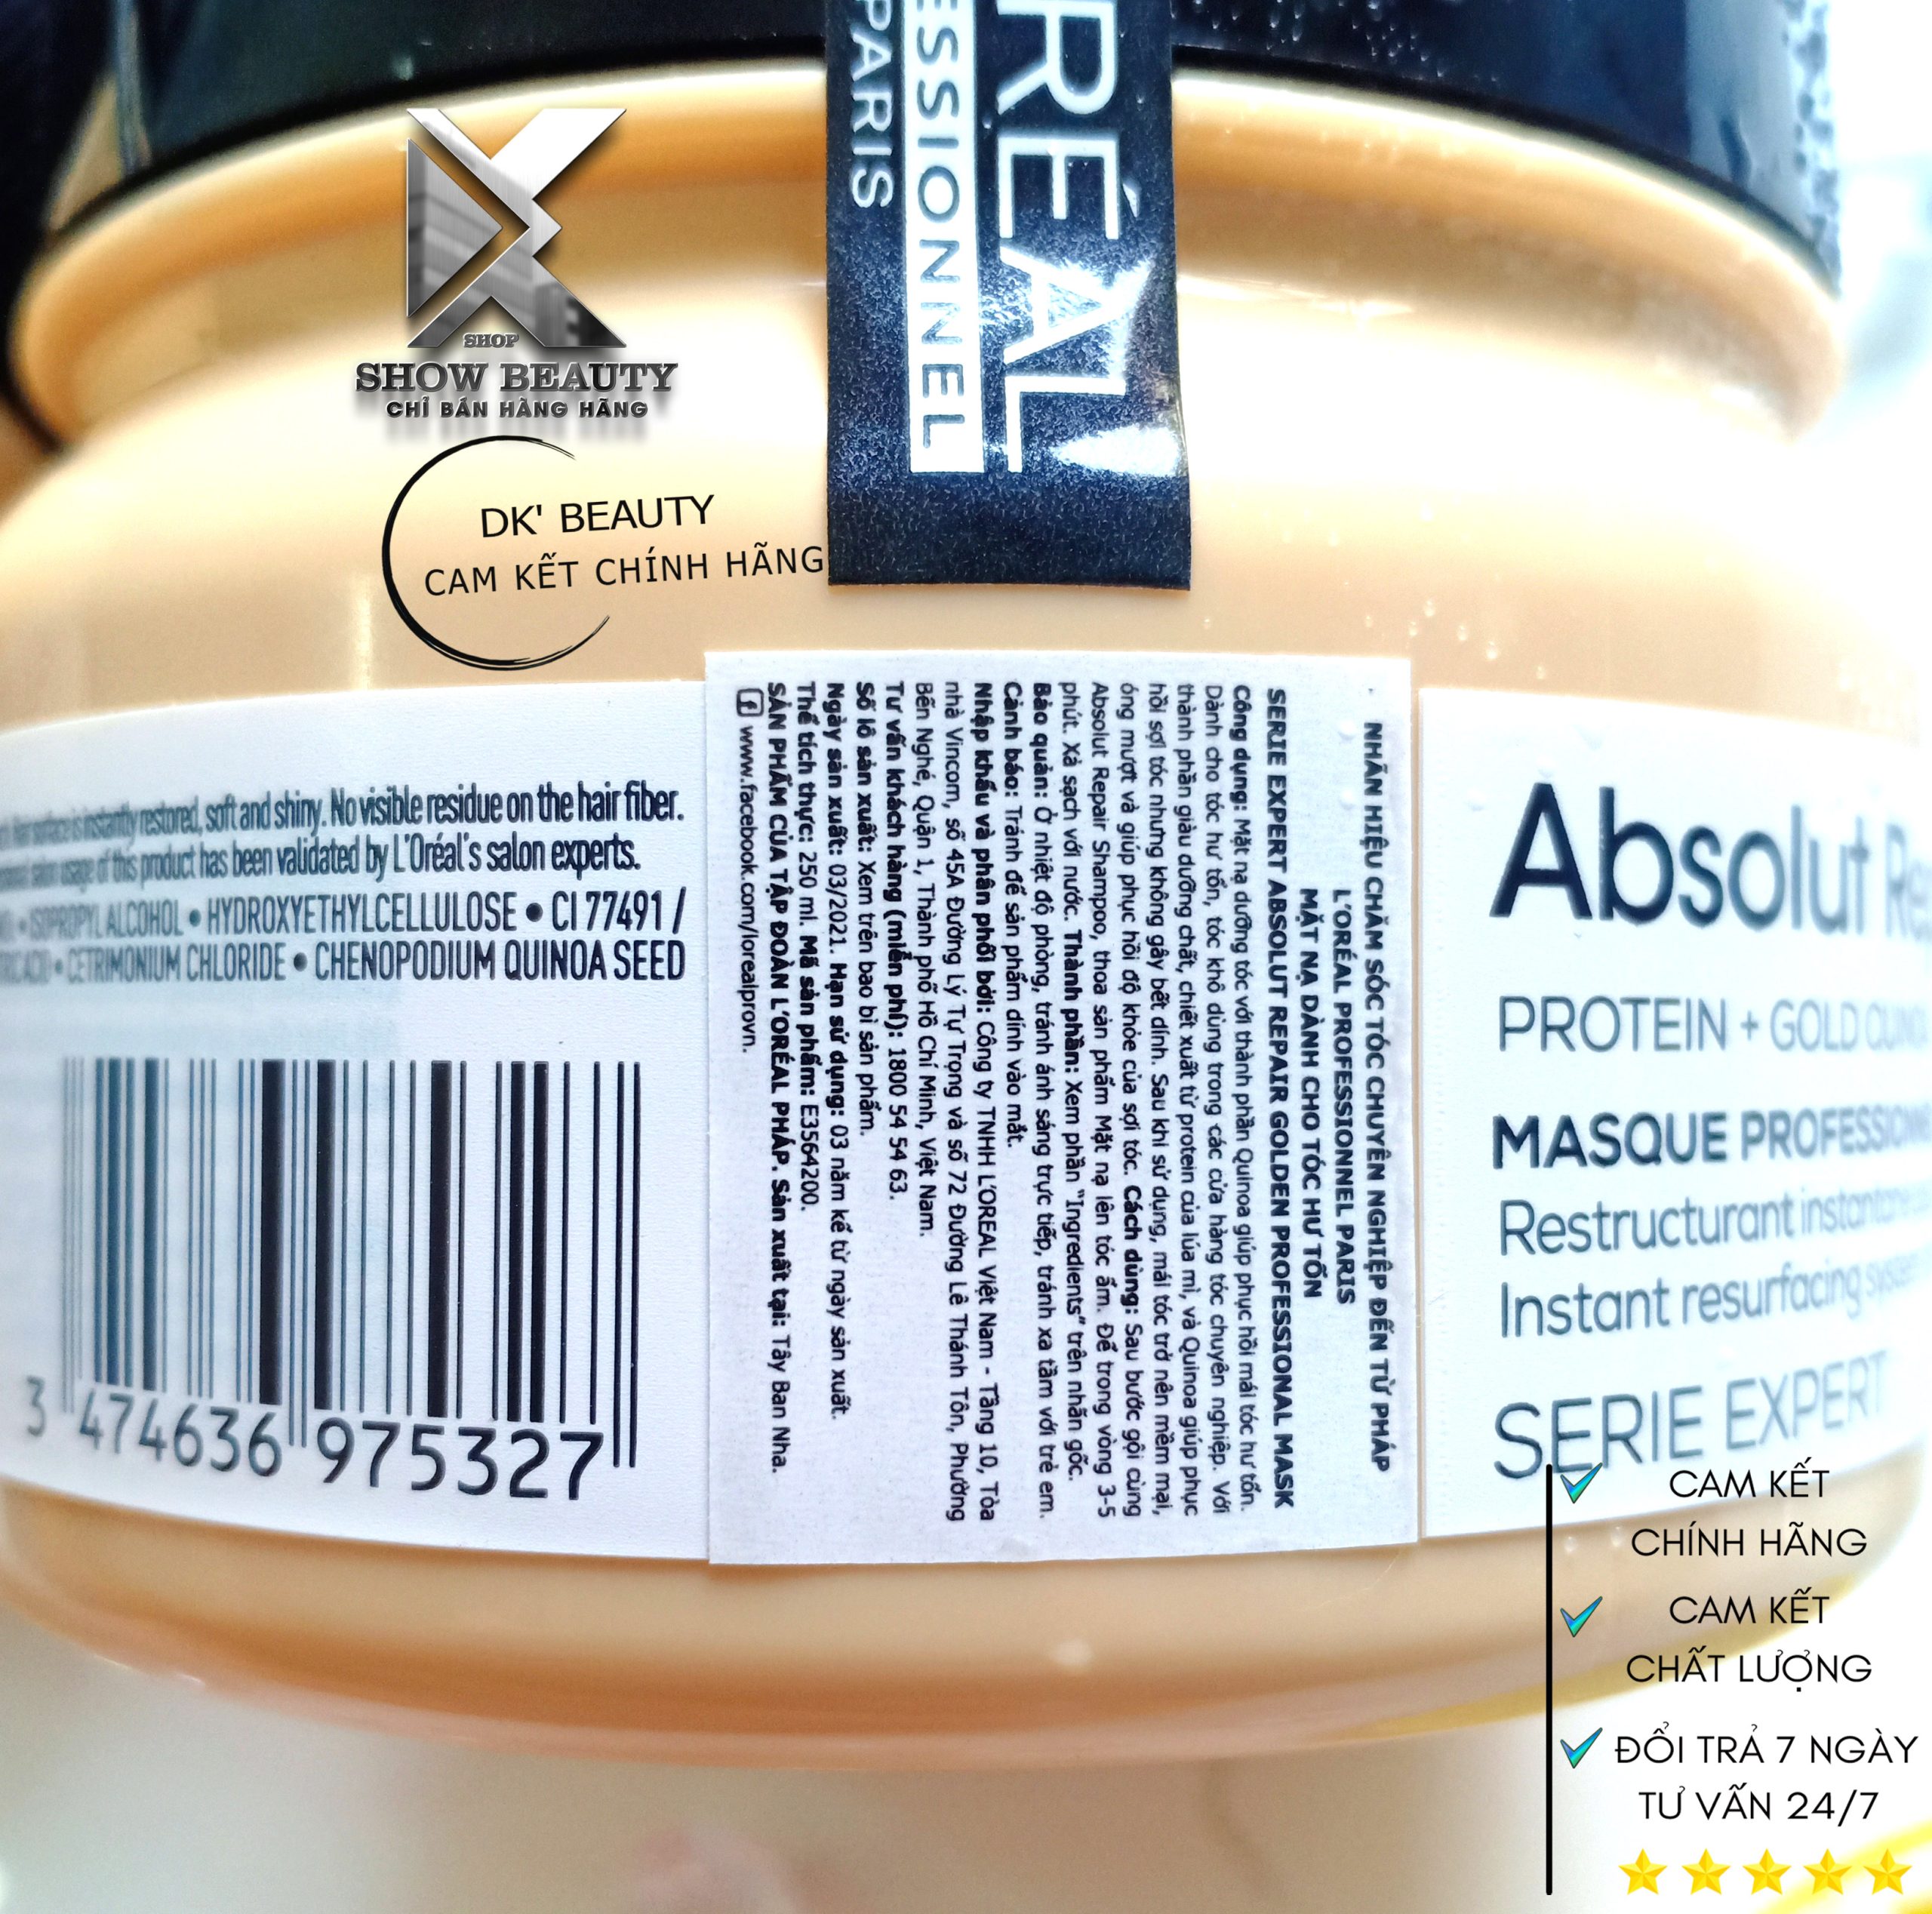 RÉAL
ESSIONNEL
PARIS
SHOP
SHOW BEAUTY
CHỈ BÁN HÀNG HÃNG
DK' BEAUTY
CAM KẾT CHÍNH HÃNG
restored, soft and shiny. No visible residue on the hair fiber.
of this product has been validated by L'Oréal's salon experts.
• ISOPROPYL ALCOHOL • HYDROXYETHYLCELLULOSE • CI 77491 /
• CETRIMONIUM CHLORIDE • CHENOPODIUM QUINOA SEED
3 474636 975327
NHÃN HIỆU CHĂM SÓC TÓC CHUYÊN NGHIỆP ĐẾN TỪ PHÁP
L'ORÉAL PROFESSIONNEL PARIS
MẶT NẠ DÀNH CHO TÓC HƯ TỔN
SERIE EXPERT ABSOLUT REPAIR GOLDEN PROFESSIONAL MASK
Công dụng: Mặt nạ dưỡng tóc với thành phần Quinoa giúp phục hồi mái tóc hư tổn.
Dành cho tóc hư tổn, tóc khô dùng trong các cửa hàng tóc chuyên nghiệp. Với
thành phần giàu dưỡng chất, chiết xuất từ protein của lúa mì, và Quinoa giúp phục
hồi sợi tóc nhưng không gây bết dính. Sau khi sử dụng, mái tóc trở nên mềm mại,
óng mượt và giúp phục hồi độ khỏe của sợi tóc. Cách dùng: Sau bước gội cùng
Absolut Repair Shampoo, thoa sản phẩm Mặt nạ lên tóc ẩm. Để trong vòng 3-5
phút. Xả sạch với nước. Thành phần: Xem phần "Ingredients" trên nhãn gốc.
Bảo quản: Ở nhiệt độ phòng, tránh ánh sáng trực tiếp, tránh xa tầm với trẻ em.
Cảnh báo: Tránh để sản phẩm dính vào mắt.
Nhập khẩu và phân phối bởi: Công ty TNHH L'OREAL Việt Nam - Tầng 10, Tòa
nhà Vincom, số 45A Đường Lý Tự Trọng và số 72 Đường Lê Thánh Tôn, Phường
Bến Nghé, Quận 1, Thành phố Hồ Chí Minh, Việt Nam.
Tư vấn khách hàng (miễn phí): 1800 54 54 63.
Số lô sản xuất: Xem trên bao bì sản phẩm.
Ngày sản xuất: 03/2021. Hạn sử dụng: 03 năm kể từ ngày sản xuất.
Thể tích thực: 250 ml. Mã sản phẩm: E3564200.
SẢN PHẨM CỦA TẬP ĐOÀN L'ORÉAL PHÁP. Sản xuất tại: Tây Ban Nha.
www.facebook.com/lorealprovn.
Absolut
PROTEIN + GOLD
MASQUE PROFESSIONN
Restructurant
Instant resurfacing
SERIE EXPERT
CAM KẾT
CHÍNH HÃNG
CAM KẾT
CHẤT LƯỢNG
ĐỔI TRẢ 7 NGÀY
TƯ VẤN 24/7